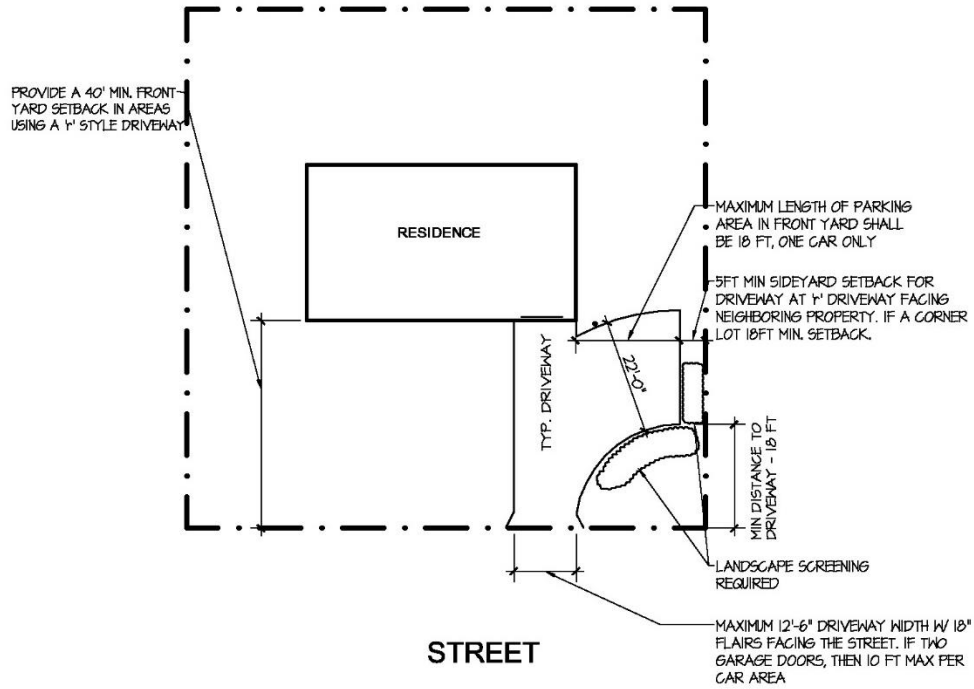 PROVIDE A 40' MIN. FRONT
YARD SETBACK IN AREAS
USING A 'r' STYLE DRIVEWAY
RESIDENCE
MAXIMUM LENGTH OF PARKING
AREA IN FRONT YARD SHALL
BE 18 FT, ONE CAR ONLY
5FT MIN SIDEYARD SETBACK FOR
DRIVEWAY AT 'r' DRIVEWAY FACING
NEIGHBORING PROPERTY. IF A CORNER
LOT 18FT MIN. SETBACK.
TYP. DRIVEWAY
22'-0"
MIN DISTANCE TO
DRIVEWAY - 18 FT
LANDSCAPE SCREENING
REQUIRED
MAXIMUM 12'-6" DRIVEWAY WIDTH W/ 18"
FLAIRS FACING THE STREET. IF TWO
GARAGE DOORS, THEN 10 FT MAX PER
CAR AREA
STREET